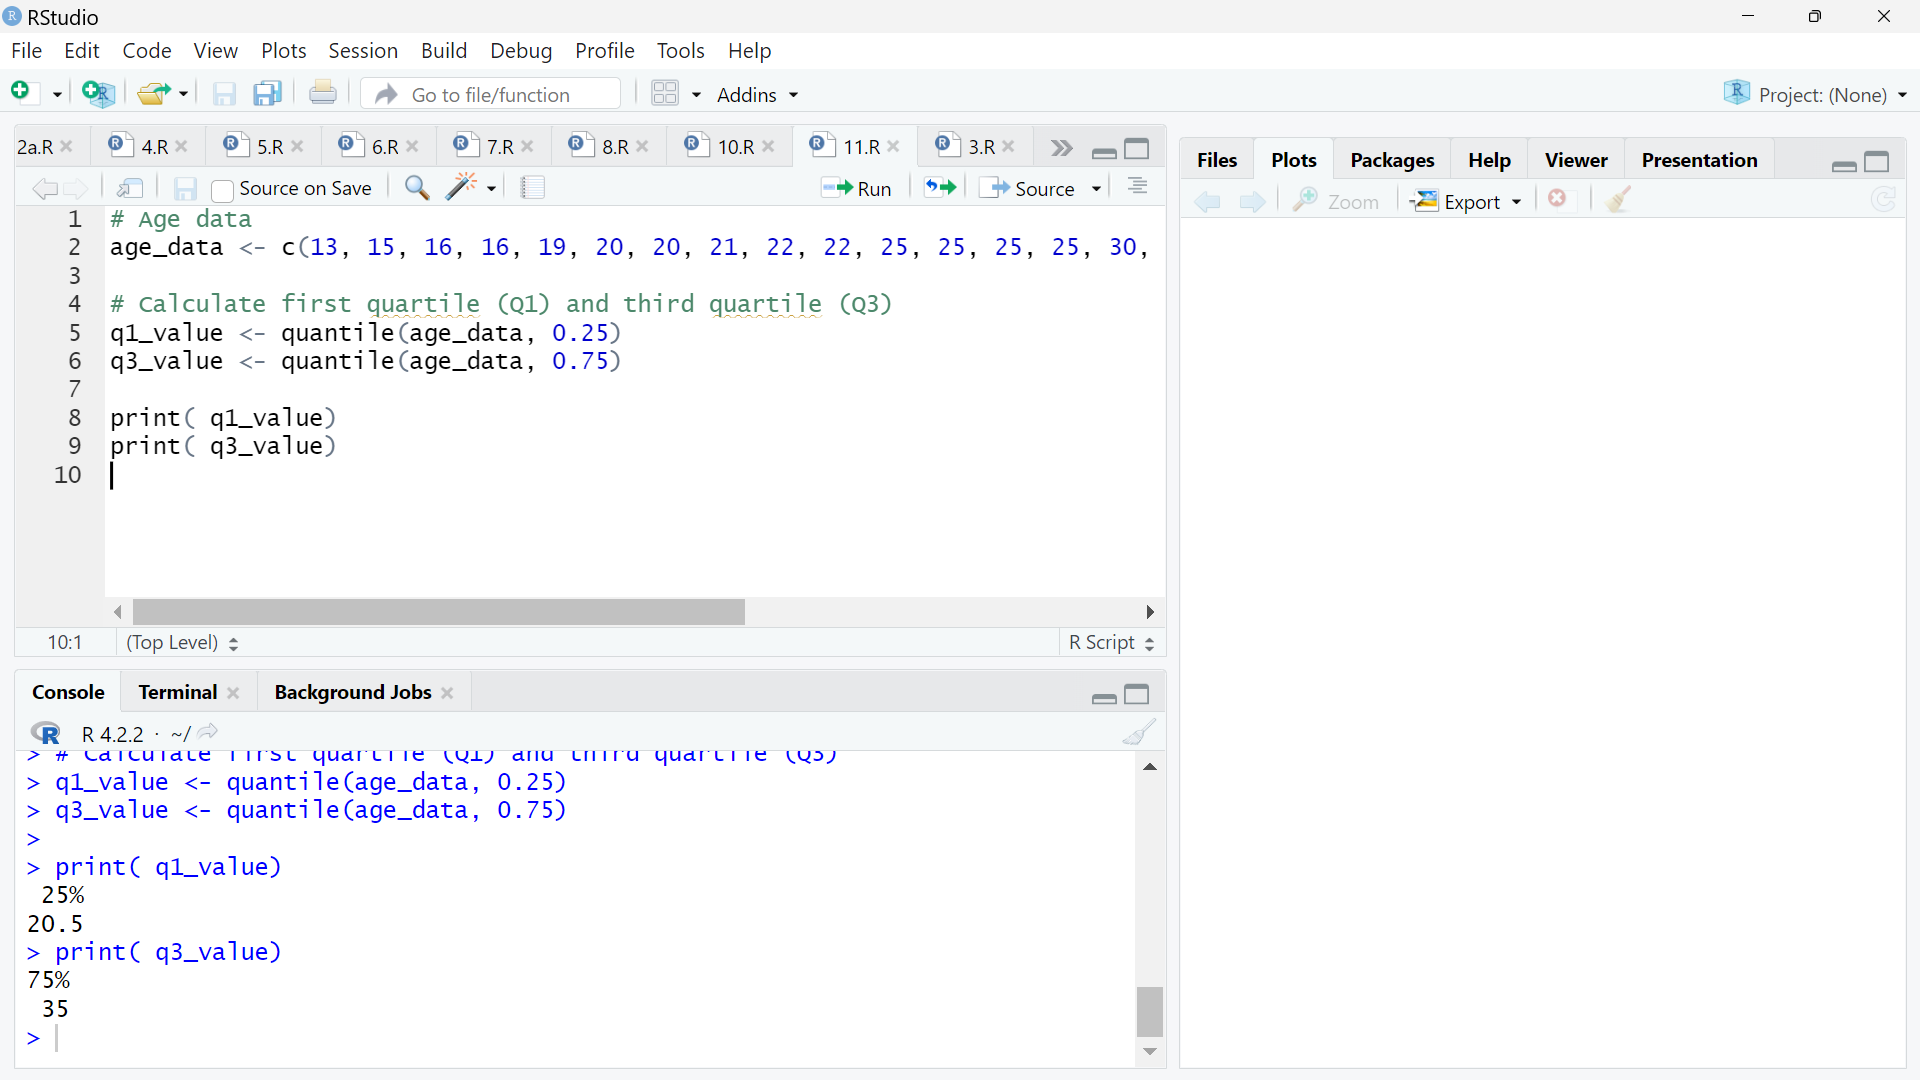 RStudio
File Edit Code View Plots Session Build Debug Profile Tools Help
Go to file/function Addins Project: (None)
2a.R 4.R 5.R 6.R 7.R 8.R 10.R 11.R 3.R
Source on Save Run Source
1 # Age data
2 age_data <- c(13, 15, 16, 16, 19, 20, 20, 21, 22, 22, 25, 25, 25, 25, 30,
3
4 # Calculate first quartile (Q1) and third quartile (Q3)
5 q1_value <- quantile(age_data, 0.25)
6 q3_value <- quantile(age_data, 0.75)
7
8 print( q1_value)
9 print( q3_value)
10
10:1 (Top Level) R Script
Console Terminal Background Jobs
R R 4.2.2 · ~/
> # Calculate first quartile (Q1) and third quartile (Q3)
> q1_value <- quantile(age_data, 0.25)
> q3_value <- quantile(age_data, 0.75)
>
> print( q1_value)
25%
20.5
> print( q3_value)
75%
35
>
Files Plots Packages Help Viewer Presentation
Zoom Export